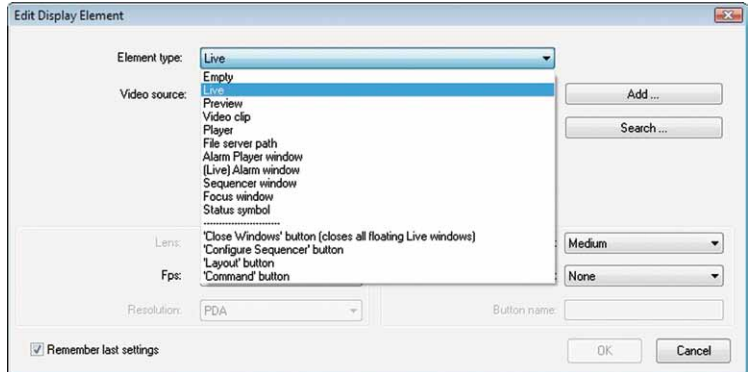 Edit Display Element
Element type: Live
Empty
Live
Video source: Add ...
Preview
Video clip
Player Search ...
File server path
Alarm Player window
(Live) Alarm window
Sequencer window
Focus window
Status symbol
-------------------------
'Close Windows' button (closes all floating Live windows)
Lens: Medium
'Configure Sequencer' button
'Layout' button
Fps: 'Command' button None
Resolution: PDA Button name:
Remember last settings OK Cancel